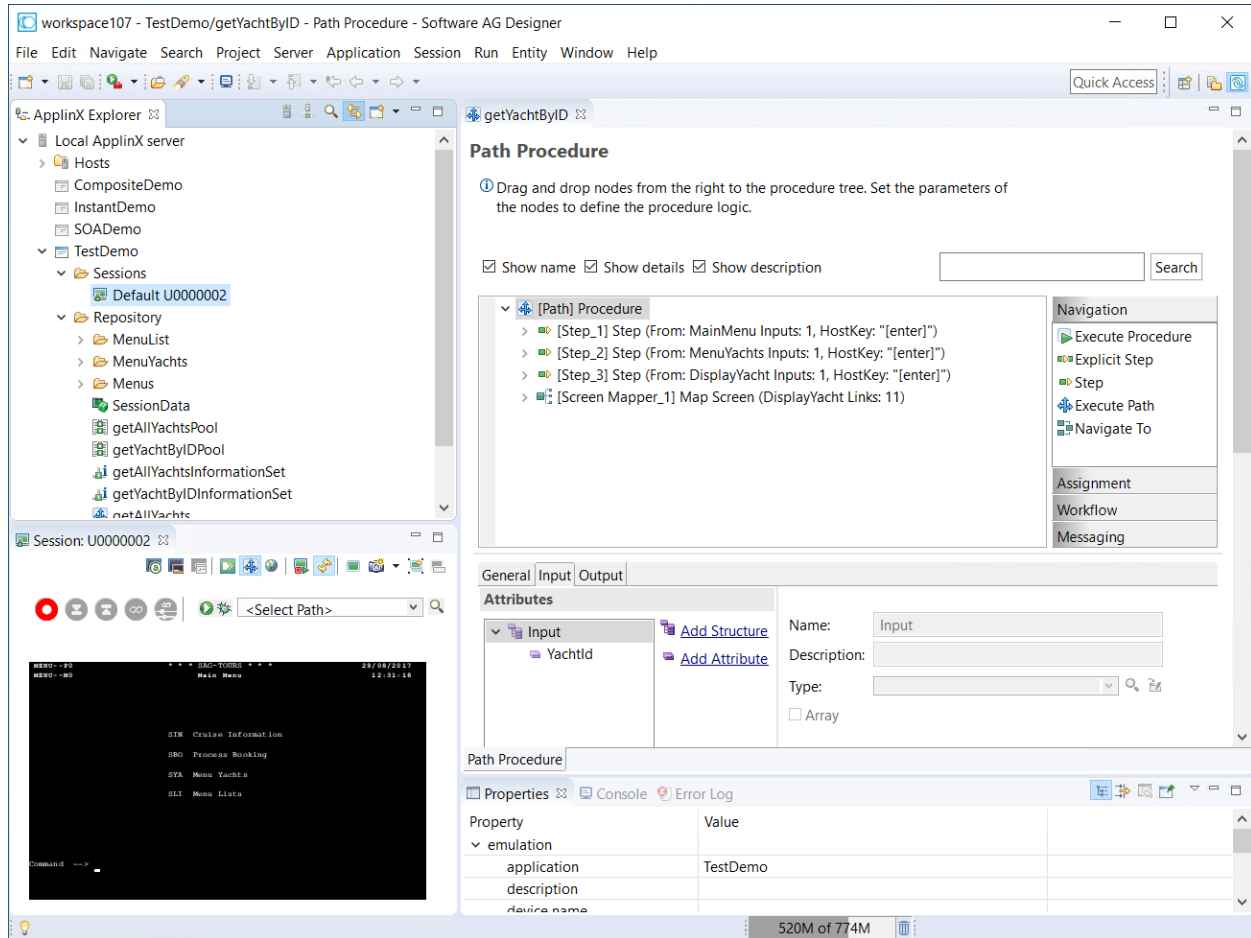 workspace107 - TestDemo/getYachtByID - Path Procedure - Software AG Designer
File Edit Navigate Search Project Server Application Session Run Entity Window Help
Quick Access
ApplinX Explorer
Local ApplinX server
Hosts
CompositeDemo
InstantDemo
SOADemo
TestDemo
Sessions
Default U0000002
Repository
MenuList
MenuYachts
Menus
SessionData
getAllYachtsPool
getYachtByIDPool
getAllYachtsInformationSet
getYachtByIDInformationSet
getAllYachts
getYachtByID
Path Procedure
Drag and drop nodes from the right to the procedure tree. Set the parameters of
the nodes to define the procedure logic.
Show name Show details Show description
Search
[Path] Procedure
[Step_1] Step (From: MainMenu Inputs: 1, HostKey: "[enter]")
[Step_2] Step (From: MenuYachts Inputs: 1, HostKey: "[enter]")
[Step_3] Step (From: DisplayYacht Inputs: 1, HostKey: "[enter]")
[Screen Mapper_1] Map Screen (DisplayYacht Links: 11)
Navigation
Execute Procedure
Explicit Step
Step
Execute Path
Navigate To
Assignment
Workflow
Messaging
General Input Output
Attributes
Input
YachtId
Add Structure
Add Attribute
Name: Input
Description:
Type:
Array
Path Procedure
Session: U0000002
<Select Path>
MENU--P0 * * * SAG-TOURS * * * 29/08/2017
MENU--M0 Main Menu 12:31:18
SIN Cruise Information
SBO Process Booking
SYA Menu Yachts
SLI Menu Lists
Command -->
Properties Console Error Log
Property Value
emulation
application TestDemo
description
device name
520M of 774M